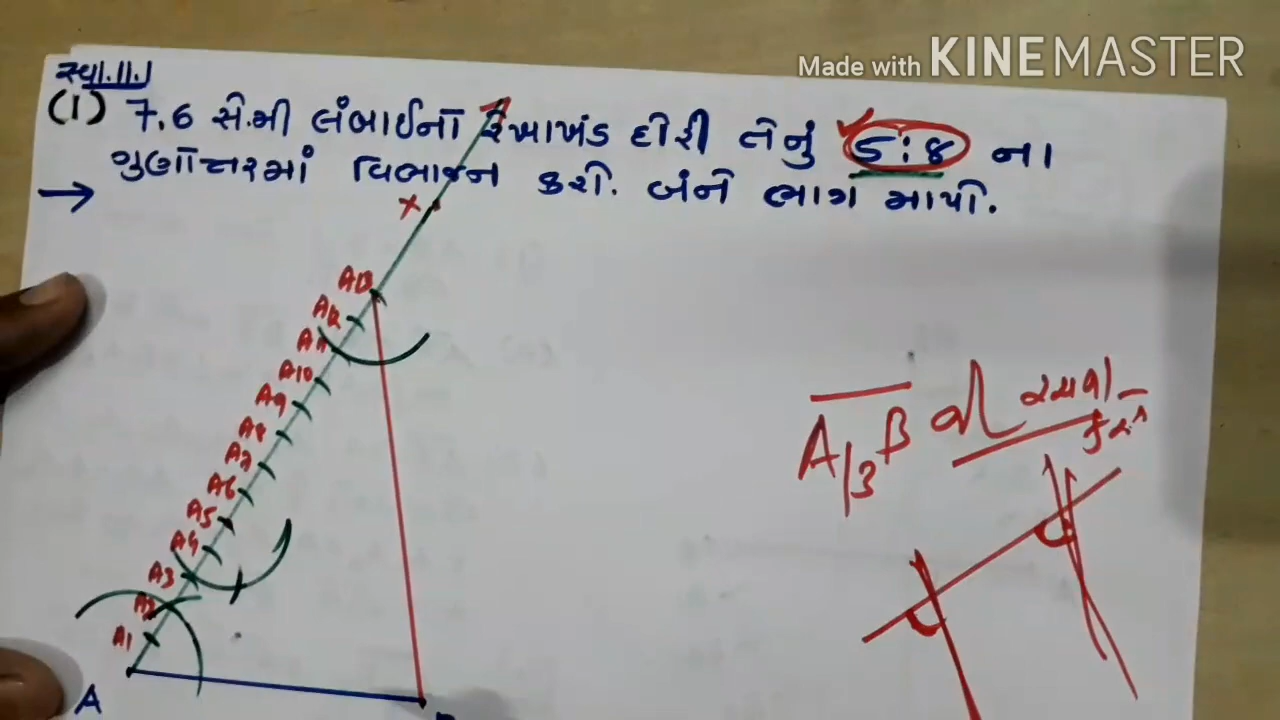 Made with KINEMASTER
સ્વા.11.1
(1) 7.6 સે.મી લંબાઈનો રેખાખંડ દોરી તેનું 5:8 ના
ગુણોત્તરમાં વિભાજન કરો. બંને ભાગ માપો.
X
A13
A12
A11
A10
A9
A8
A7
A6
A5
A4
A3
A2
A1
A
A13B